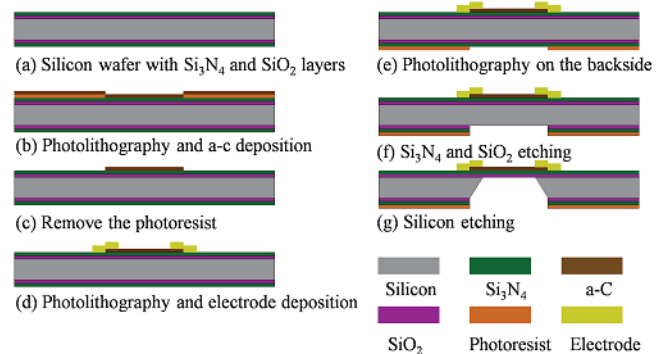 (a) Silicon wafer with Si₃N₄ and SiO₂ layers
(b) Photolithography and a-c deposition
(c) Remove the photoresist
(d) Photolithography and electrode deposition
(e) Photolithography on the backside
(f) Si₃N₄ and SiO₂ etching
(g) Silicon etching
Silicon Si₃N₄ a-C
SiO₂ Photoresist Electrode